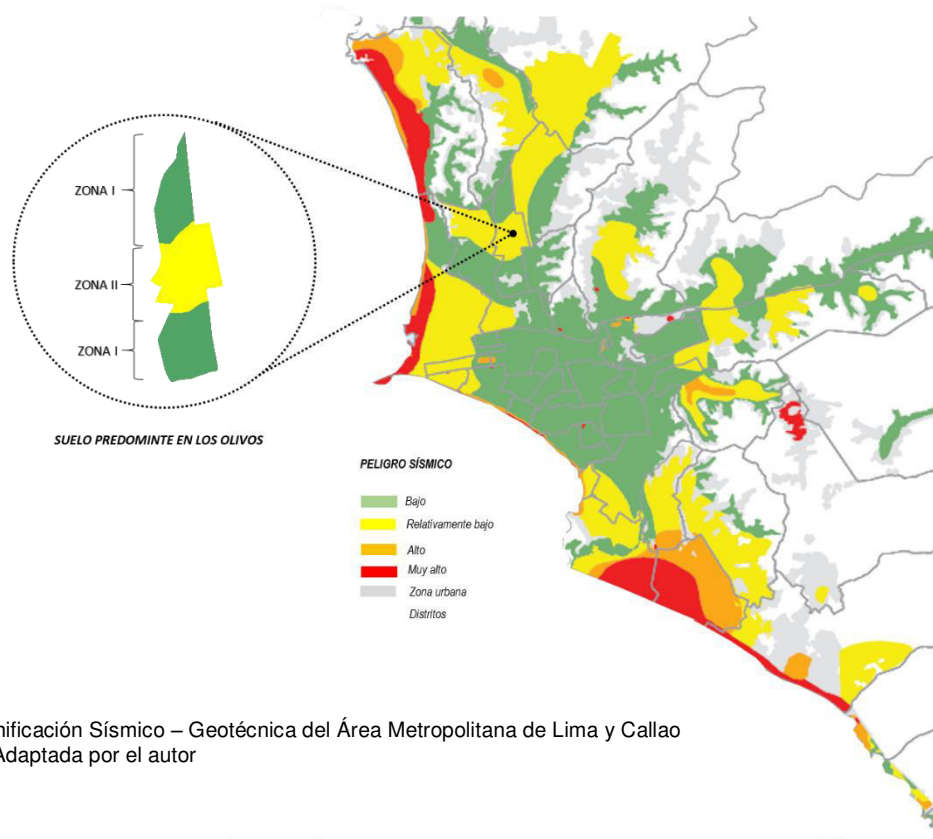 ZONA I
ZONA II
ZONA I
SUELO PREDOMINTE EN LOS OLIVOS
PELIGRO SÍSMICO
Bajo
Relativamente bajo
Alto
Muy alto
Zona urbana
Distritos
nificación Sísmico – Geotécnica del Área Metropolitana de Lima y Callao
Adaptada por el autor